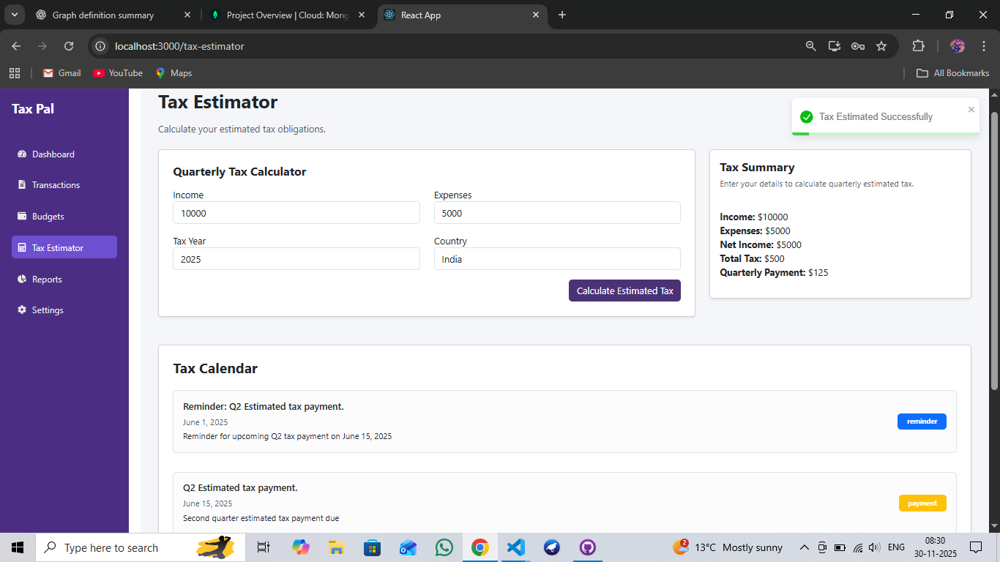 Graph definition summary
Project Overview | Cloud: Mong
React App
localhost:3000/tax-estimator
Gmail
YouTube
Maps
All Bookmarks
Tax Pal
Dashboard
Transactions
Budgets
Tax Estimator
Reports
Settings
Tax Estimator
Calculate your estimated tax obligations.
Tax Estimated Successfully
Quarterly Tax Calculator
Income
Expenses
10000
5000
Tax Year
Country
2025
India
Calculate Estimated Tax
Tax Summary
Enter your details to calculate quarterly estimated tax.
Income: $10000
Expenses: $5000
Net Income: $5000
Total Tax: $500
Quarterly Payment: $125
Tax Calendar
Reminder: Q2 Estimated tax payment.
June 1, 2025
Reminder for upcoming Q2 tax payment on June 15, 2025
reminder
Q2 Estimated tax payment.
June 15, 2025
Second quarter estimated tax payment due
payment
Type here to search
2
13°C Mostly sunny
ENG
08:30
30-11-2025